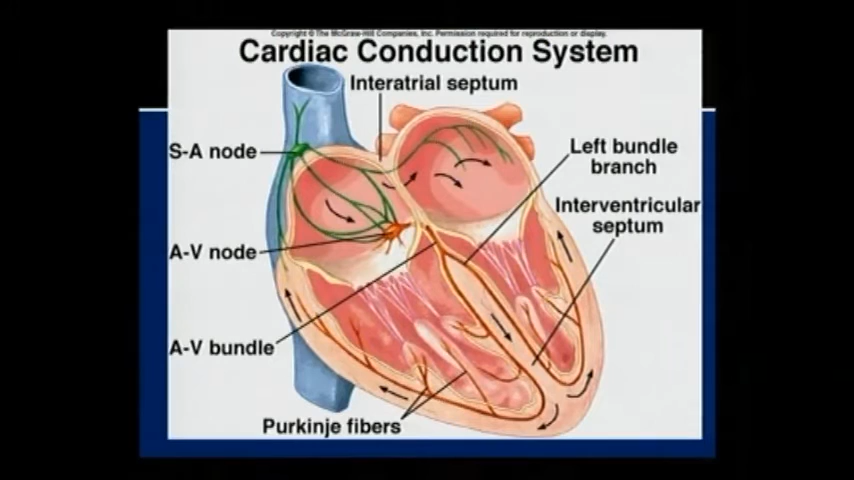 Copyright © The McGraw-Hill Companies, Inc. Permission required for reproduction or display.
Cardiac Conduction System
Interatrial septum
S-A node
Left bundle
branch
Interventricular
septum
A-V node
A-V bundle
Purkinje fibers